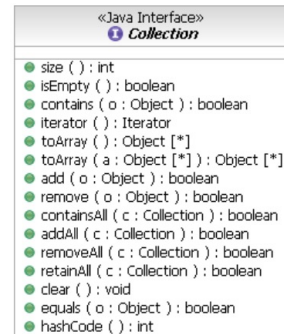 «Java Interface»
Collection
size ( ) : int
isEmpty ( ) : boolean
contains ( o : Object ) : boolean
iterator ( ) : Iterator
toArray ( ) : Object [*]
toArray ( a : Object [*] ) : Object [*]
add ( o : Object ) : boolean
remove ( o : Object ) : boolean
containsAll ( c : Collection ) : boolean
addAll ( c : Collection ) : boolean
removeAll ( c : Collection ) : boolean
retainAll ( c : Collection ) : boolean
clear ( ) : void
equals ( o : Object ) : boolean
hashCode ( ) : int